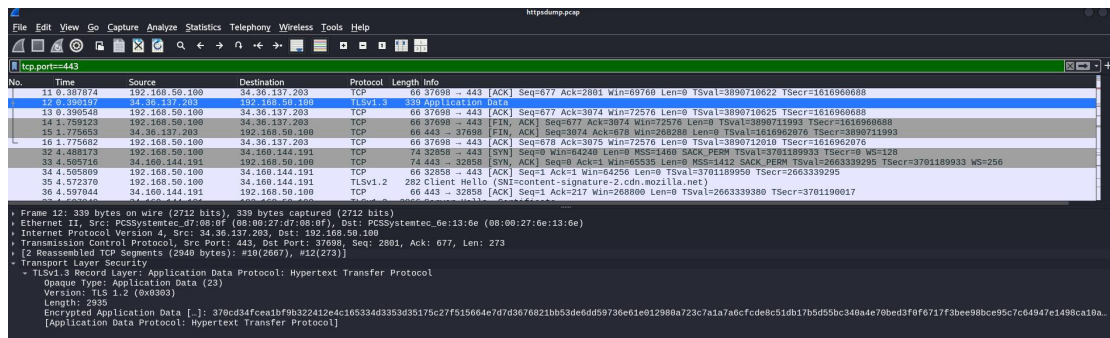 httpsdump.pcap
File Edit View Go Capture Analyze Statistics Telephony Wireless Tools Help
tcp.port==443
No. Time Source Destination Protocol Length Info
11 0.387874 192.168.50.100 34.36.137.203 TCP 66 37698 → 443 [ACK] Seq=677 Ack=2801 Win=69760 Len=0 TSval=3890710622 TSecr=1616960688
12 0.390197 34.36.137.203 192.168.50.100 TLSv1.3 339 Application Data
13 0.390548 192.168.50.100 34.36.137.203 TCP 66 37698 → 443 [ACK] Seq=677 Ack=3074 Win=72576 Len=0 TSval=3890710625 TSecr=1616960688
14 1.759123 192.168.50.100 34.36.137.203 TCP 66 37698 → 443 [FIN, ACK] Seq=677 Ack=3074 Win=72576 Len=0 TSval=3890711993 TSecr=1616960688
15 1.775653 34.36.137.203 192.168.50.100 TCP 66 443 → 37698 [FIN, ACK] Seq=3074 Ack=678 Win=268288 Len=0 TSval=1616962076 TSecr=3890711993
16 1.775682 192.168.50.100 34.36.137.203 TCP 66 37698 → 443 [ACK] Seq=678 Ack=3075 Win=72576 Len=0 TSval=3890712010 TSecr=1616962076
32 4.488173 192.168.50.100 34.160.144.191 TCP 74 32858 → 443 [SYN] Seq=0 Win=64240 Len=0 MSS=1460 SACK_PERM TSval=3701189933 TSecr=0 WS=128
33 4.505716 34.160.144.191 192.168.50.100 TCP 74 443 → 32858 [SYN, ACK] Seq=0 Ack=1 Win=65535 Len=0 MSS=1412 SACK_PERM TSval=2663339295 TSecr=3701189933 WS=256
34 4.505809 192.168.50.100 34.160.144.191 TCP 66 32858 → 443 [ACK] Seq=1 Ack=1 Win=64256 Len=0 TSval=3701189950 TSecr=2663339295
35 4.572370 192.168.50.100 34.160.144.191 TLSv1.2 282 Client Hello (SNI=content-signature-2.cdn.mozilla.net)
36 4.597044 34.160.144.191 192.168.50.100 TCP 66 443 → 32858 [ACK] Seq=1 Ack=217 Win=268800 Len=0 TSval=2663339380 TSecr=3701190017
Frame 12: 339 bytes on wire (2712 bits), 339 bytes captured (2712 bits)
Ethernet II, Src: PCSSystemtec_d7:08:0f (08:00:27:d7:08:0f), Dst: PCSSystemtec_6e:13:6e (08:00:27:6e:13:6e)
Internet Protocol Version 4, Src: 34.36.137.203, Dst: 192.168.50.100
Transmission Control Protocol, Src Port: 443, Dst Port: 37698, Seq: 2801, Ack: 677, Len: 273
[2 Reassembled TCP Segments (2940 bytes): #10(2667), #12(273)]
Transport Layer Security
TLSv1.3 Record Layer: Application Data Protocol: Hypertext Transfer Protocol
Opaque Type: Application Data (23)
Version: TLS 1.2 (0x0303)
Length: 2935
Encrypted Application Data […]: 370cd34fcea1bf9b322412e4c165334d3353d35175c27f515664e7d7d3676821bb53de6dd59736e61e012980a723c7a1a7a6cfcde8c51db17b5d55bc340a4e70bed3f0f6717f3bee98bce95c7c64947e1498ca10a…
[Application Data Protocol: Hypertext Transfer Protocol]